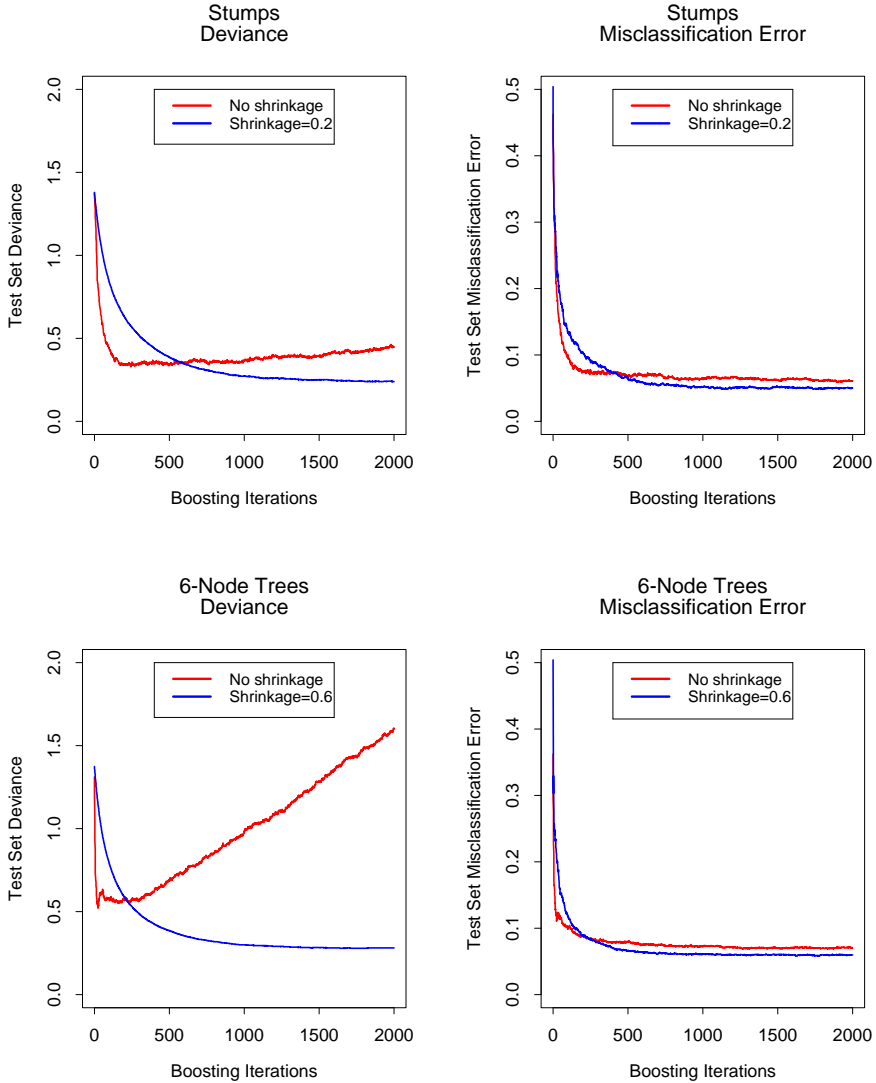 Stumps
Deviance
No shrinkage
Shrinkage=0.2
2.0
1.5
1.0
0.5
0.0
Test Set Deviance
0 500 1000 1500 2000
Boosting Iterations
Stumps
Misclassification Error
No shrinkage
Shrinkage=0.2
0.5
0.4
0.3
0.2
0.1
0.0
Test Set Misclassification Error
0 500 1000 1500 2000
Boosting Iterations
6-Node Trees
Deviance
No shrinkage
Shrinkage=0.6
2.0
1.5
1.0
0.5
0.0
Test Set Deviance
0 500 1000 1500 2000
Boosting Iterations
6-Node Trees
Misclassification Error
No shrinkage
Shrinkage=0.6
0.5
0.4
0.3
0.2
0.1
0.0
Test Set Misclassification Error
0 500 1000 1500 2000
Boosting Iterations